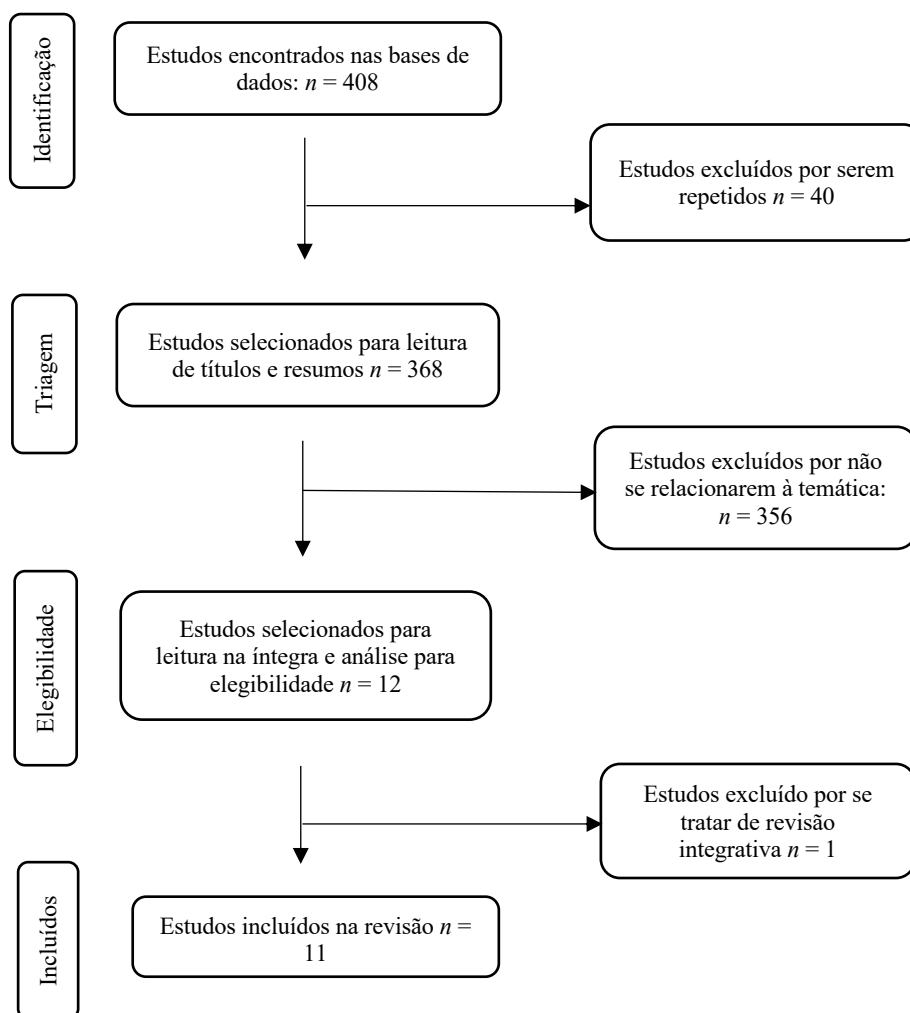 Identificação
Estudos encontrados nas bases de
dados: n = 408
Estudos excluídos por serem
repetidos n = 40
Triagem
Estudos selecionados para leitura
de títulos e resumos n = 368
Estudos excluídos por não
se relacionarem à temática:
n = 356
Elegibilidade
Estudos selecionados para
leitura na íntegra e análise para
elegibilidade n = 12
Estudos excluído por se
tratar de revisão
integrativa n = 1
Incluídos
Estudos incluídos na revisão n =
11